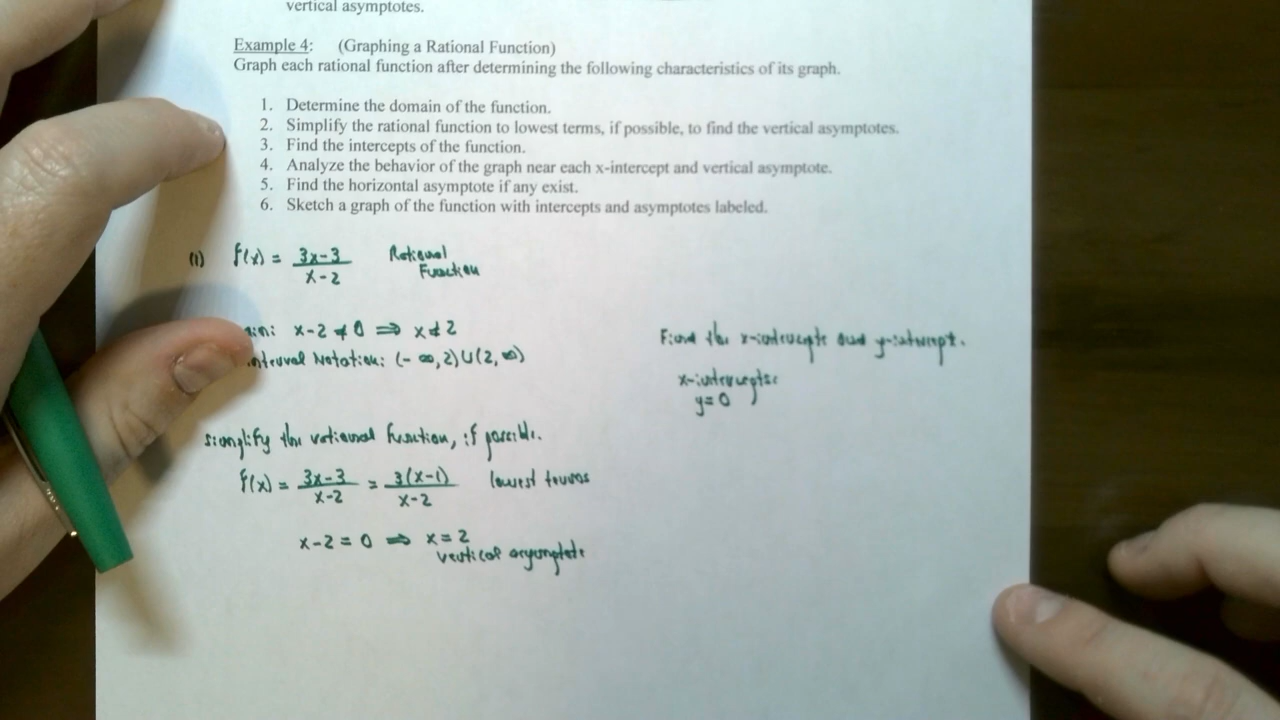 vertical asymptotes.
Example 4: (Graphing a Rational Function)
Graph each rational function after determining the following characteristics of its graph.
1. Determine the domain of the function.
2. Simplify the rational function to lowest terms, if possible, to find the vertical asymptotes.
3. Find the intercepts of the function.
4. Analyze the behavior of the graph near each x-intercept and vertical asymptote.
5. Find the horizontal asymptote if any exist.
6. Sketch a graph of the function with intercepts and asymptotes labeled.
(1) f(x) = (3x-3)/(x-2) Rational Function
x-2 ≠ 0 ⇒ x ≠ 2
Notation: (-∞, 2) ∪ (2, ∞)
Simplify the rational function, if possible.
f(x) = (3x-3)/(x-2) = 3(x-1)/(x-2) lowest terms
x-2 = 0 ⇒ x = 2
vertical asymptote
Find the x-intercepts and y-intercept.
x-intercepts:
y = 0